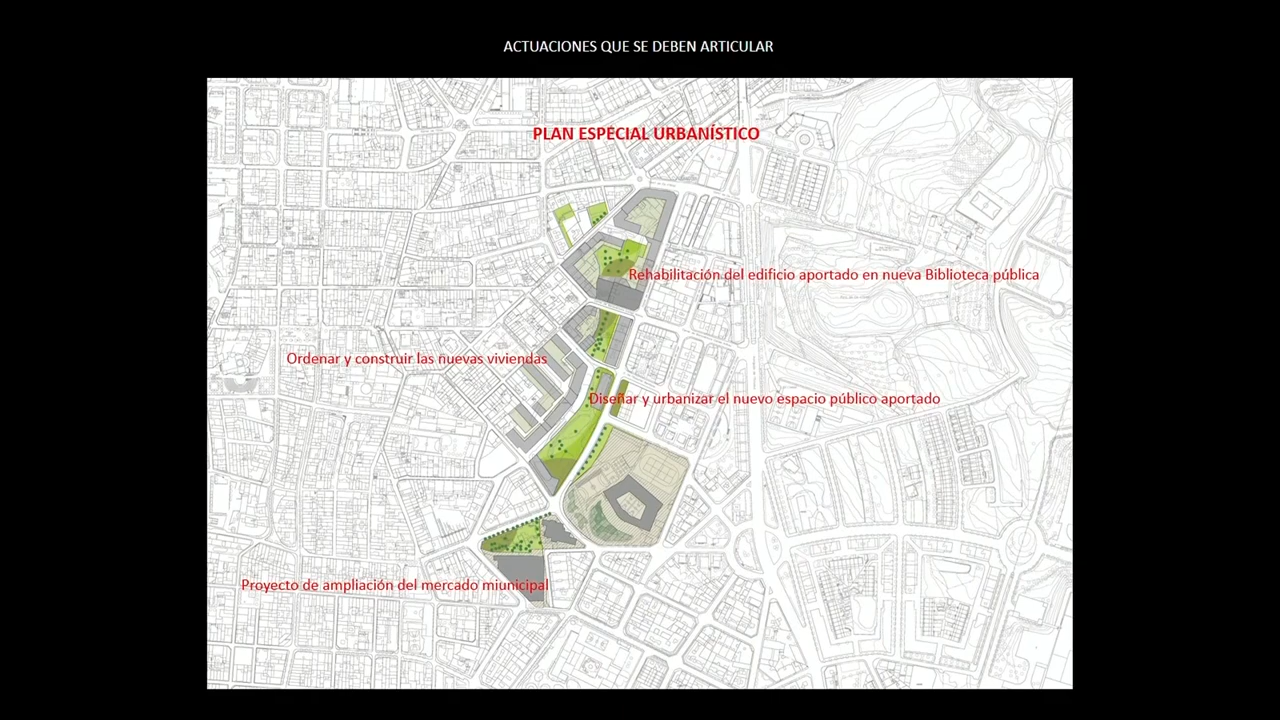 ACTUACIONES QUE SE DEBEN ARTICULAR
PLAN ESPECIAL URBANÍSTICO
Rehabilitación del edificio aportado en nueva Biblioteca pública
Ordenar y construir las nuevas viviendas
Diseñar y urbanizar el nuevo espacio público aportado
Proyecto de ampliación del mercado miunicipal